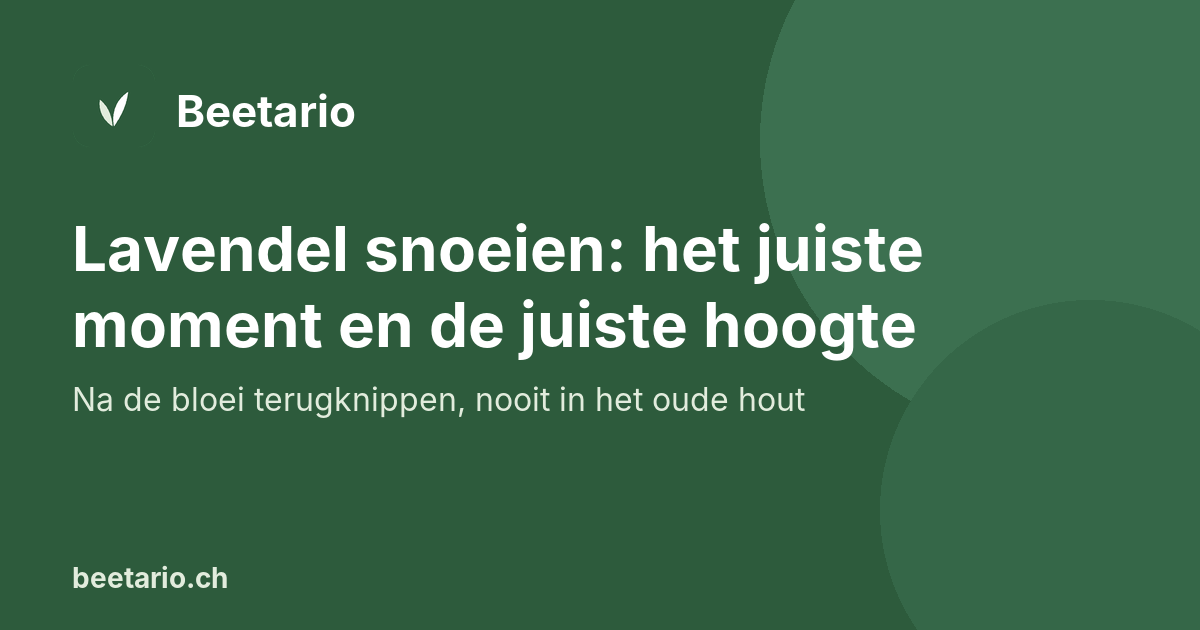 Beetario
Lavendel snoeien: het juiste
moment en de juiste hoogte
Na de bloei terugknippen, nooit in het oude hout
beetario.ch